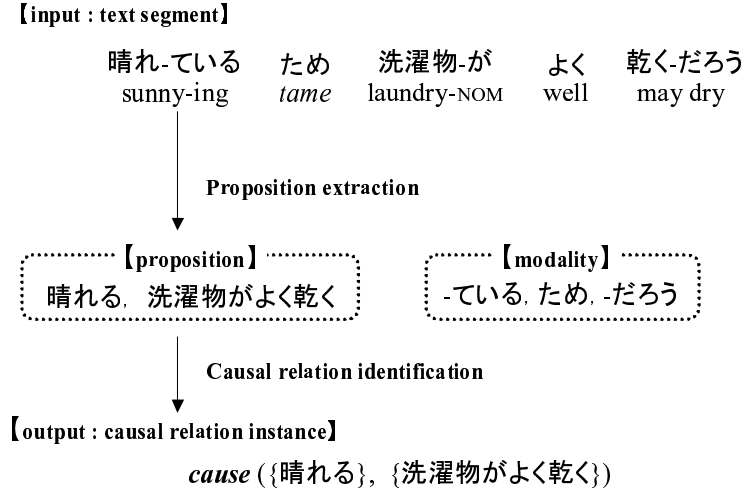 【input : text segment】
晴れ-ている ため 洗濯物-が よく 乾く-だろう
sunny-ing tame laundry-NOM well may dry
Proposition extraction
【proposition】 【modality】
晴れる, 洗濯物がよく乾く -ている, ため, -だろう
Causal relation identification
【output : causal relation instance】
cause ({晴れる}, {洗濯物がよく乾く})